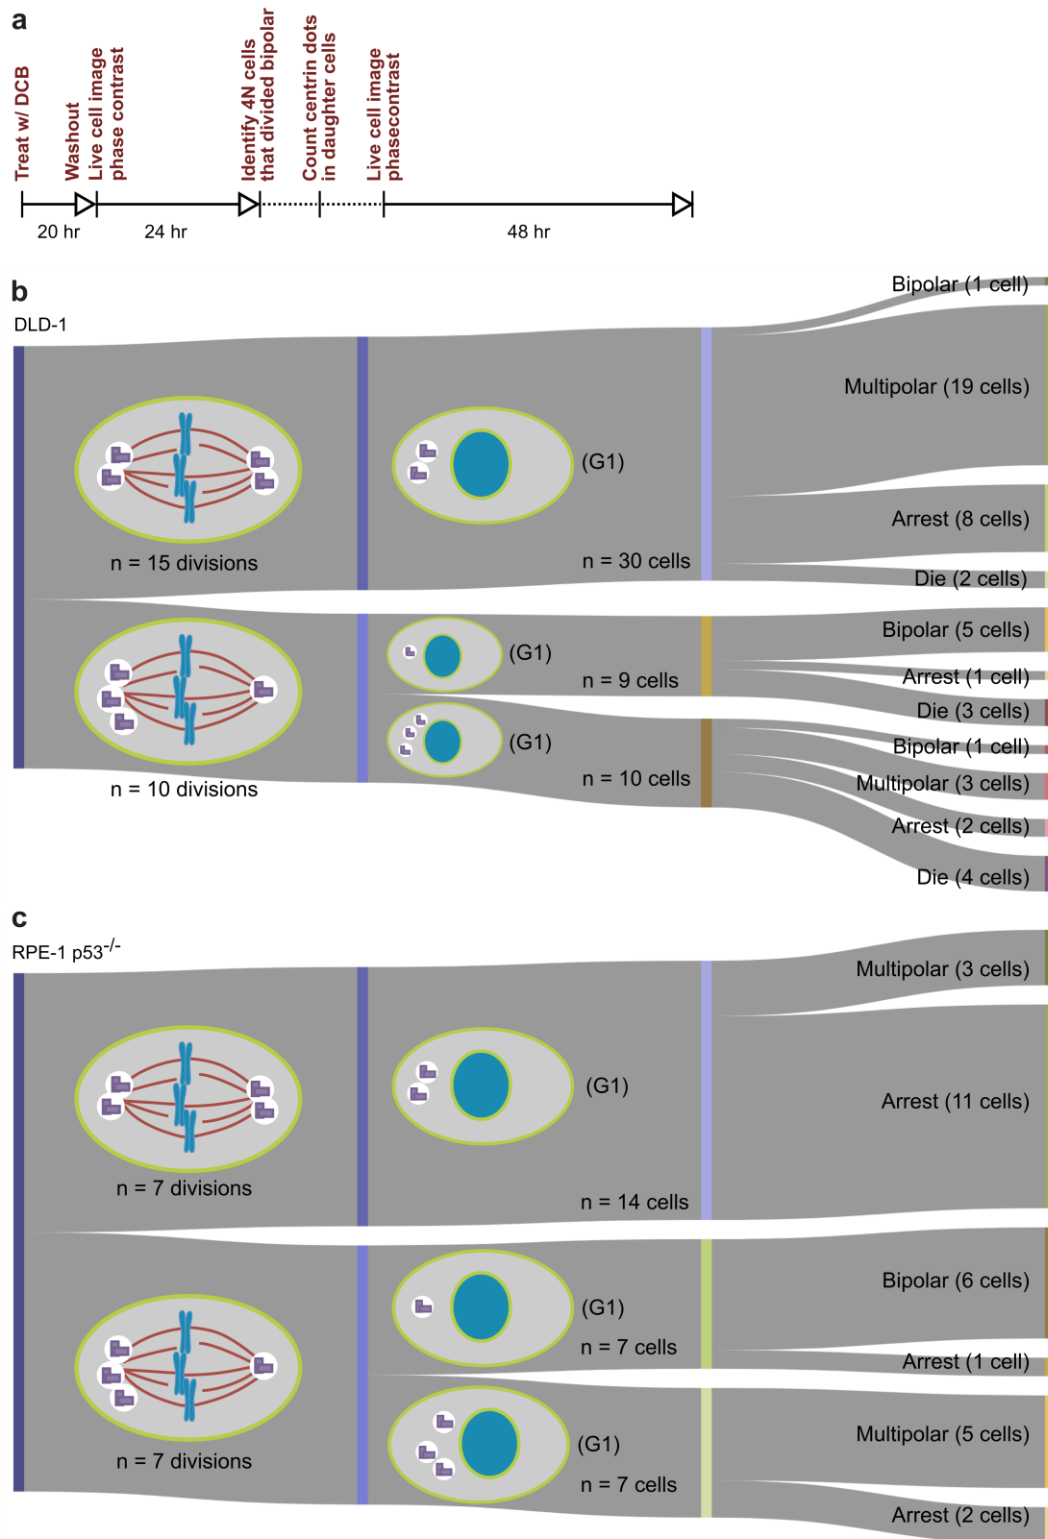 a
Treat w/ DCB
Washout
Live cell image
phase contrast
Identify 4N cells
that divided bipolar
Count centrin dots
in daughter cells
Live cell image
phasecontrast
20 hr
24 hr
48 hr
b
DLD-1
n = 15 divisions
(G1)
n = 30 cells
Bipolar (1 cell)
Multipolar (19 cells)
Arrest (8 cells)
Die (2 cells)
n = 10 divisions
(G1)
n = 9 cells
(G1)
n = 10 cells
Bipolar (5 cells)
Arrest (1 cell)
Die (3 cells)
Bipolar (1 cell)
Multipolar (3 cells)
Arrest (2 cells)
Die (4 cells)
c
RPE-1 p53-/-
n = 7 divisions
(G1)
n = 14 cells
Multipolar (3 cells)
Arrest (11 cells)
n = 7 divisions
(G1)
n = 7 cells
(G1)
n = 7 cells
Bipolar (6 cells)
Arrest (1 cell)
Multipolar (5 cells)
Arrest (2 cells)